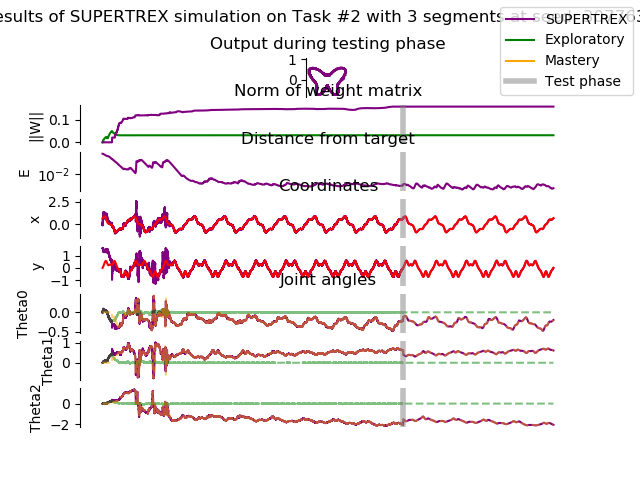 esults of SUPERTREX simulation on Task #2 with 3 segments at
SUPERTREX
Exploratory
Mastery
Test phase
Output during testing phase
1
0
Norm of weight matrix
||W||
0.1
0.0
Distance from target
E
10⁻²
Coordinates
x
2.5
0.0
y
1
0
−1
Joint angles
Theta0
0.0
−0.5
Theta1
1
0
Theta2
0
−2